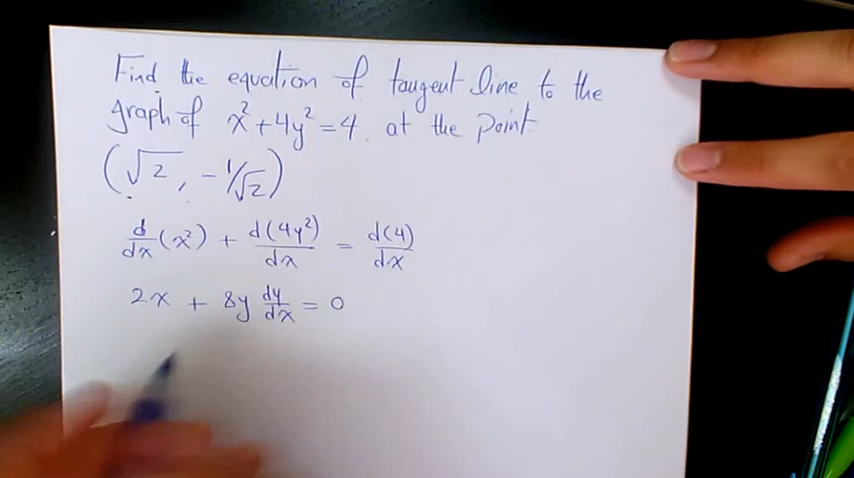 Find the equation of tangent line to the
graph of x²+4y²=4. at the point
(√2, -1/√2)
d/dx (x²) + d(4y²)/dx = d(4)/dx
2x + 8y dy/dx = 0